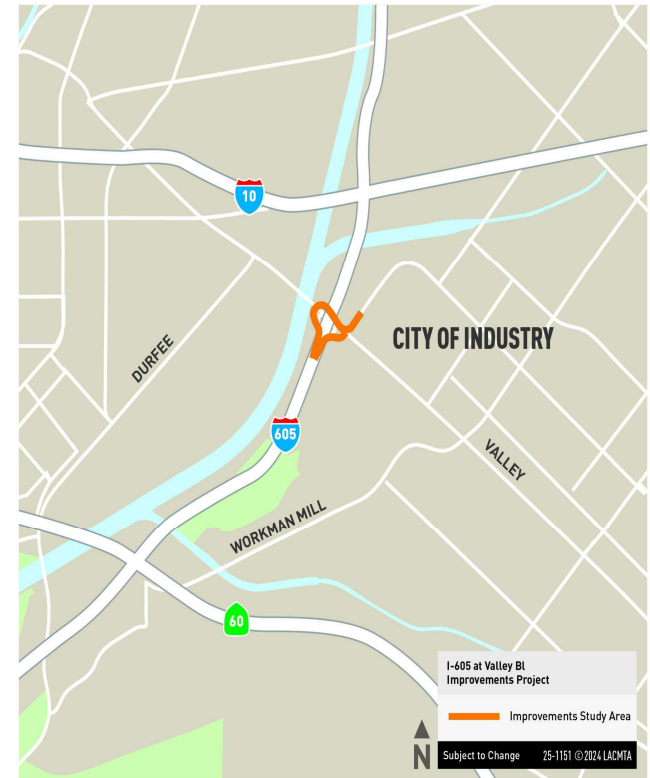 10
DURFEE
CITY OF INDUSTRY
605
VALLEY
WORKMAN MILL
60
I-605 at Valley Bl
Improvements Project
Improvements Study Area
N
Subject to Change 25-1151 ©2024 LACMTA